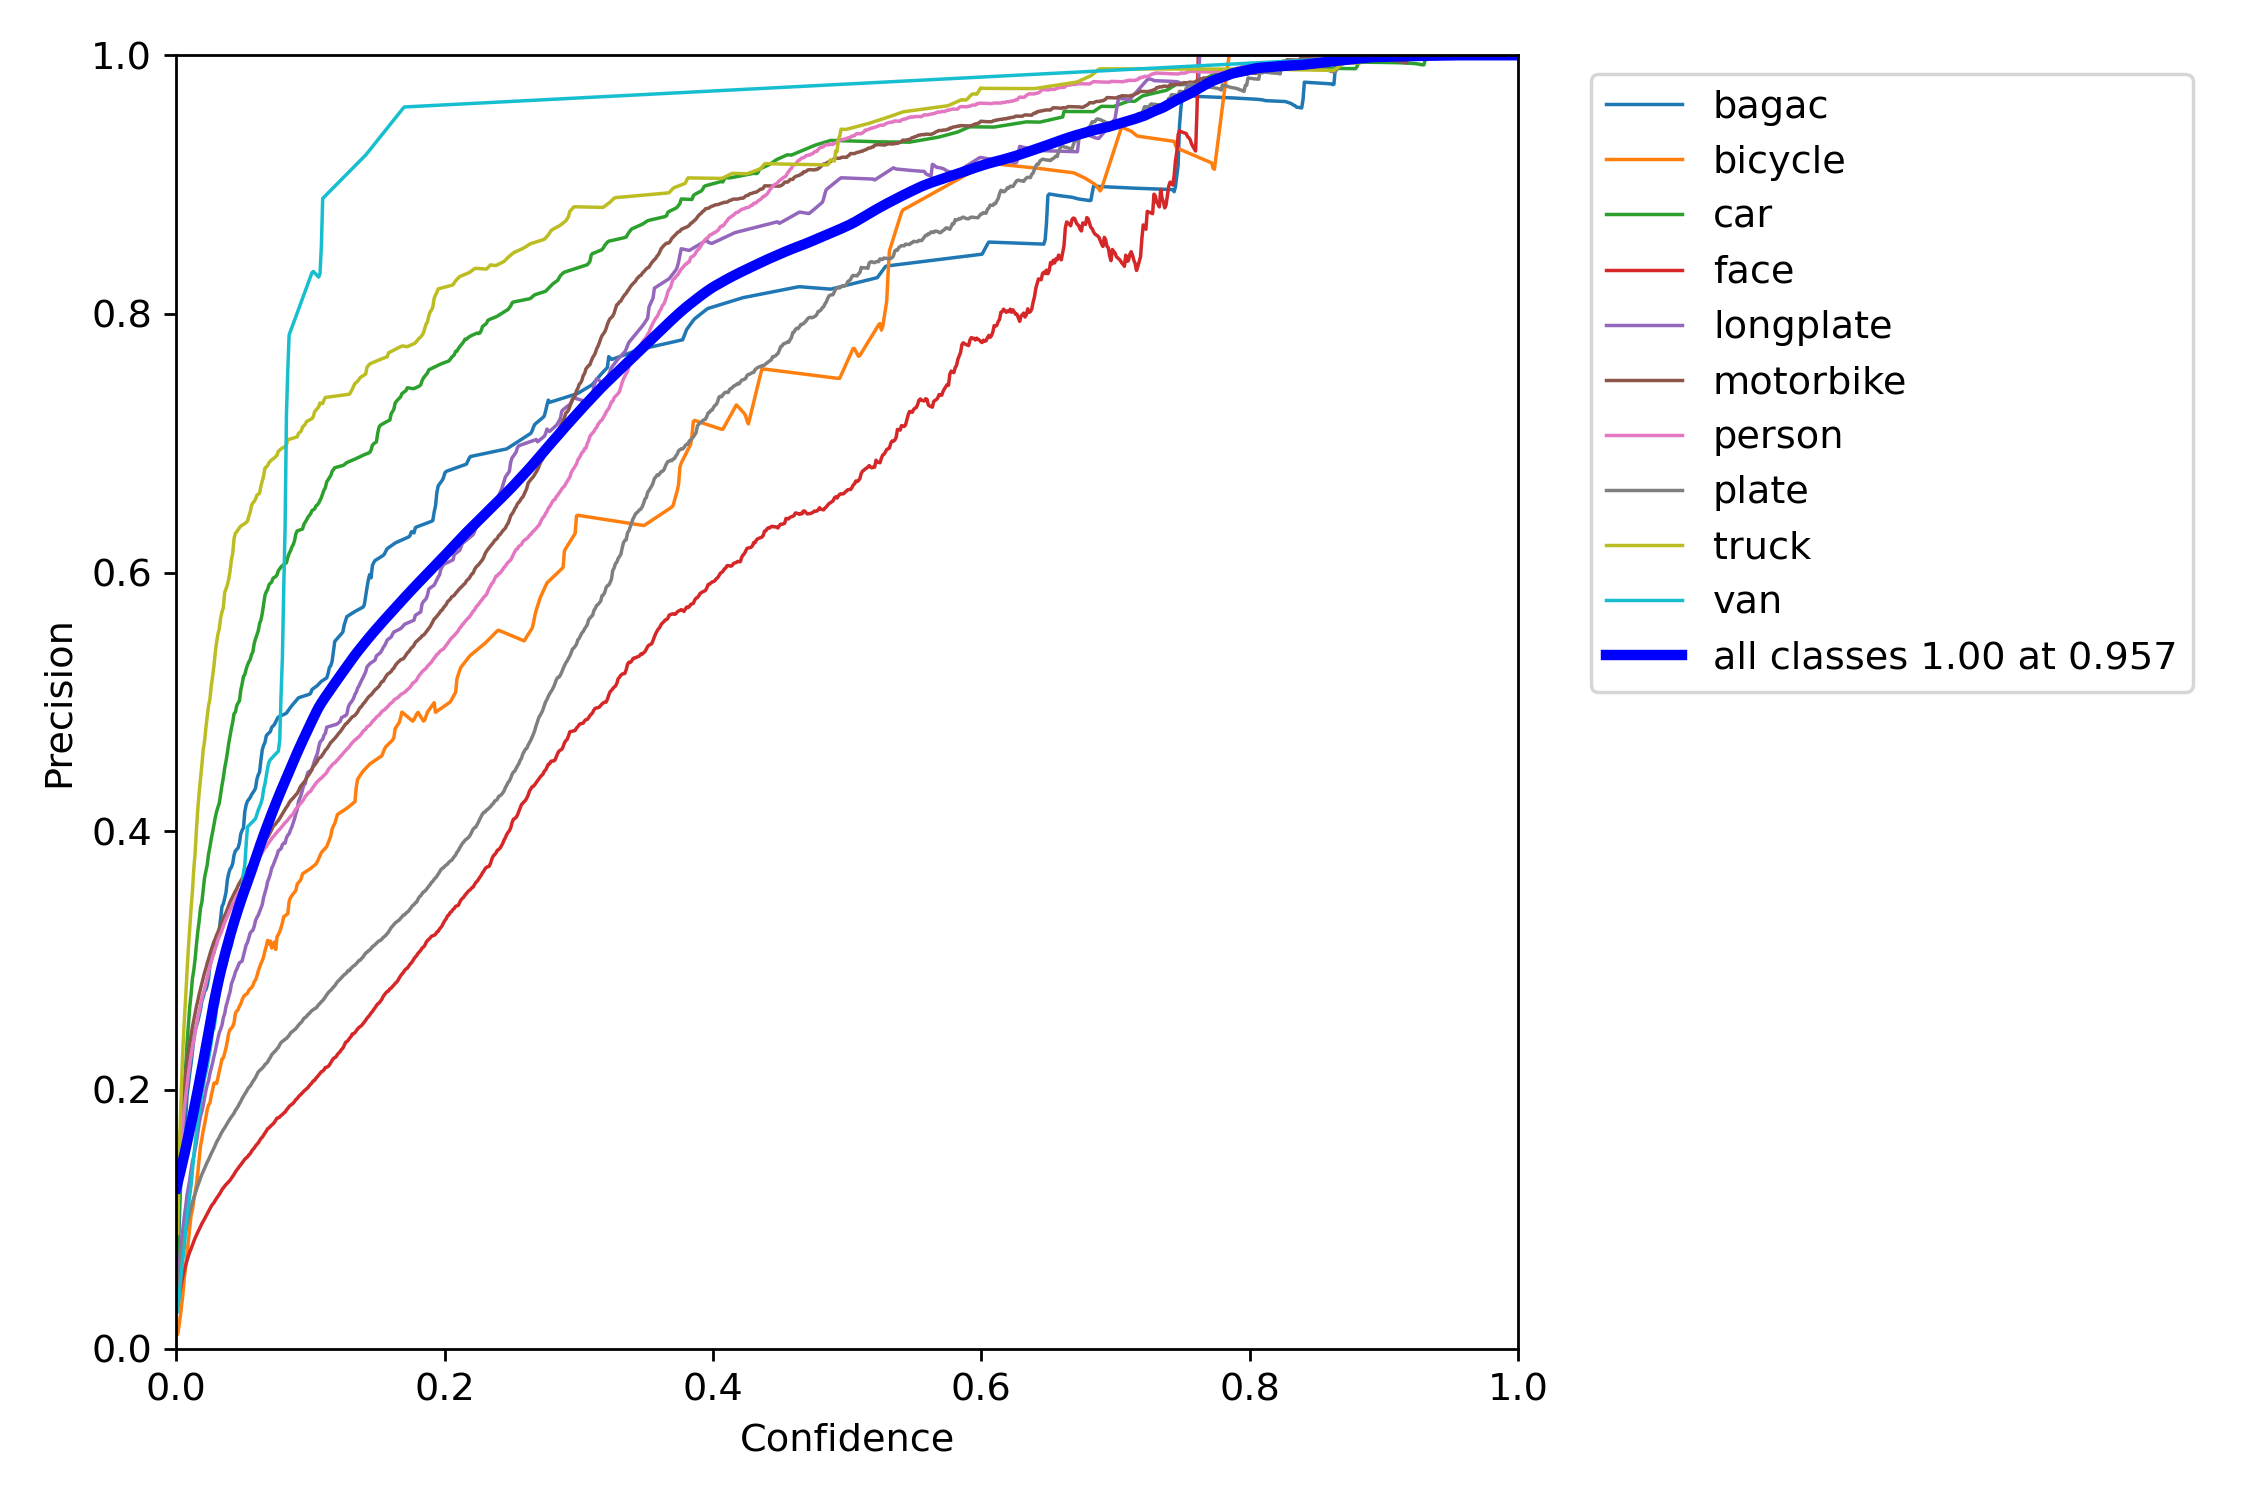 1.0
0.8
0.6
0.4
0.2
0.0
0.0 0.2 0.4 0.6 0.8 1.0
Precision
Confidence
bagac
bicycle
car
face
longplate
motorbike
person
plate
truck
van
all classes 1.00 at 0.957